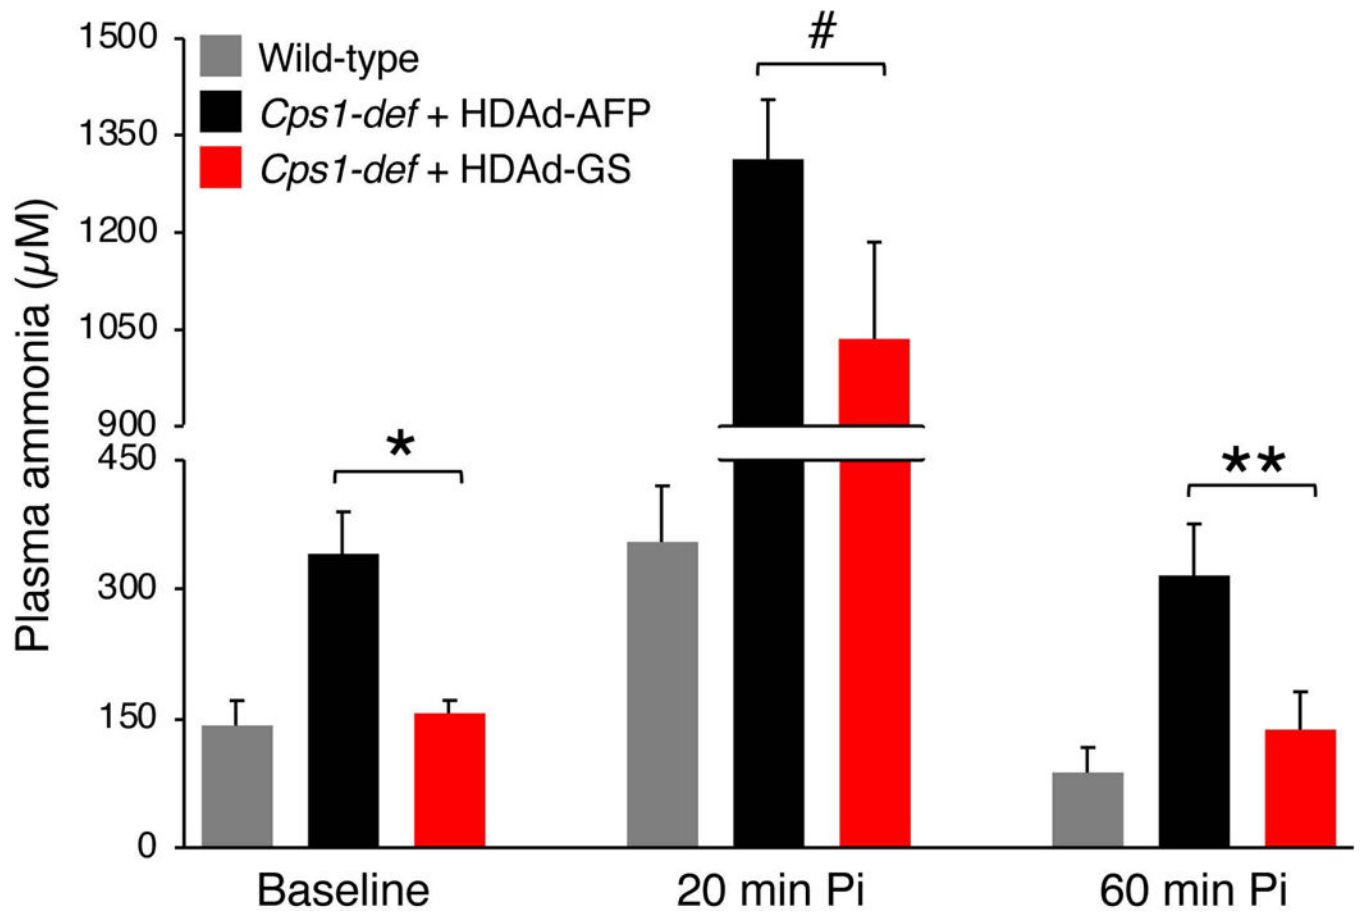 Plasma ammonia (µM)
1500
1350
1200
1050
900
450
300
150
0
Wild-type
Cps1-def + HDAd-AFP
Cps1-def + HDAd-GS
*
#
**
Baseline
20 min Pi
60 min Pi